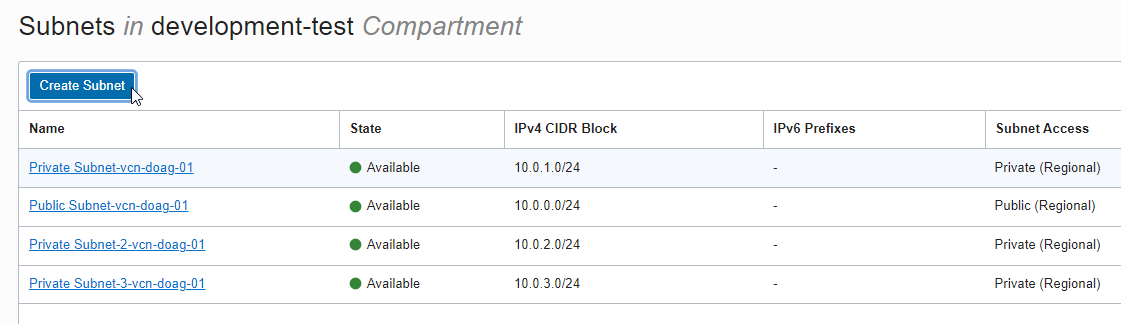 Subnets in development-test Compartment
Create Subnet
Name State IPv4 CIDR Block IPv6 Prefixes Subnet Access
Private Subnet-vcn-doag-01 Available 10.0.1.0/24 - Private (Regional)
Public Subnet-vcn-doag-01 Available 10.0.0.0/24 - Public (Regional)
Private Subnet-2-vcn-doag-01 Available 10.0.2.0/24 - Private (Regional)
Private Subnet-3-vcn-doag-01 Available 10.0.3.0/24 - Private (Regional)